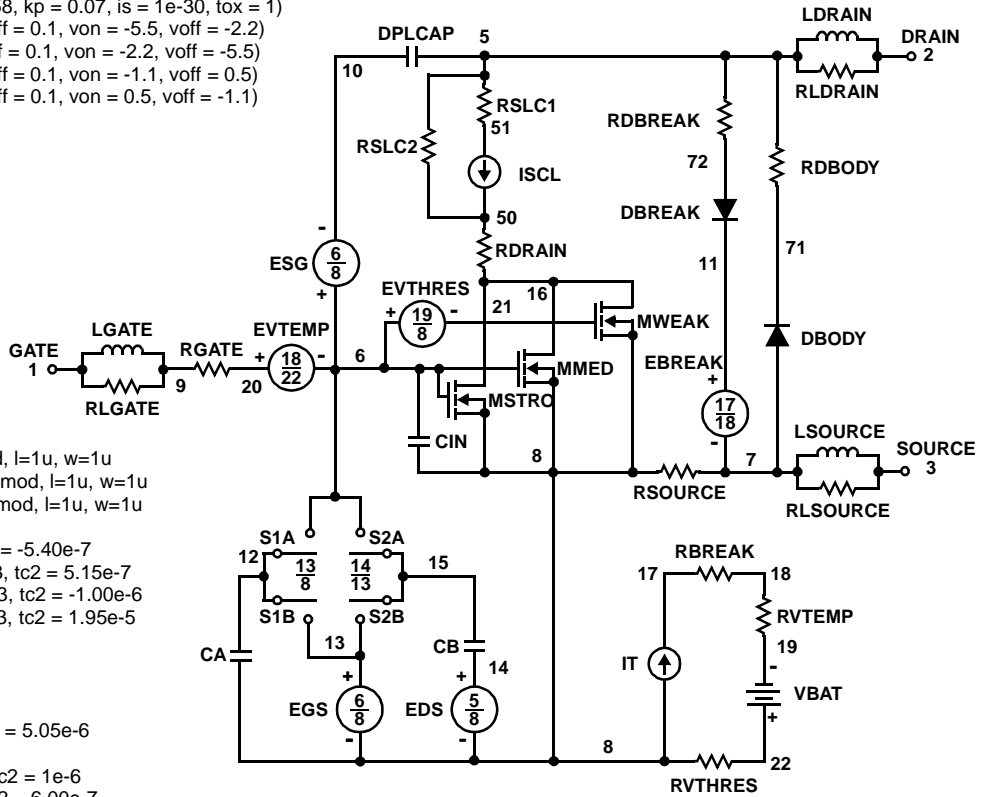 58, kp = 0.07, is = 1e-30, tox = 1)
off = 0.1, von = -5.5, voff = -2.2)
= 0.1, von = -2.2, voff = -5.5)
ff = 0.1, von = -1.1, voff = 0.5)
ff = 0.1, von = 0.5, voff = -1.1)
LDRAIN
DPLCAP 5 DRAIN
10 2
RLDRAIN
RSLC1
51
RDBREAK
RSLC2
72
ISCL
RDBODY
DBREAK
50
RDRAIN
71
11
ESG 6 8
- +
EVTHRES
+ 19 8 -
16
21
MWEAK
LGATE
EVTEMP
DBODY
GATE
1
RGATE
+ 18 22 -
6
EBREAK
+
MMED
9
20
RLGATE
MSTRO
17 18
-
CIN
LSOURCE
8
7
SOURCE
3
RSOURCE
RLSOURCE
l, l=1u, w=1u
mod, l=1u, w=1u
mod, l=1u, w=1u
= -5.40e-7
3, tc2 = 5.15e-7
3, tc2 = -1.00e-6
3, tc2 = 1.95e-5
S1A S2A
12 13 8 14 13 15
S1B S2B
13
CA
CB
+ + 14
EGS 6 8 EDS 5 8
- -
RBREAK
17 18
RVTEMP
19
IT
-
VBAT
+
8
22
RVTHRES
= 5.05e-6
c2 = 1e-6